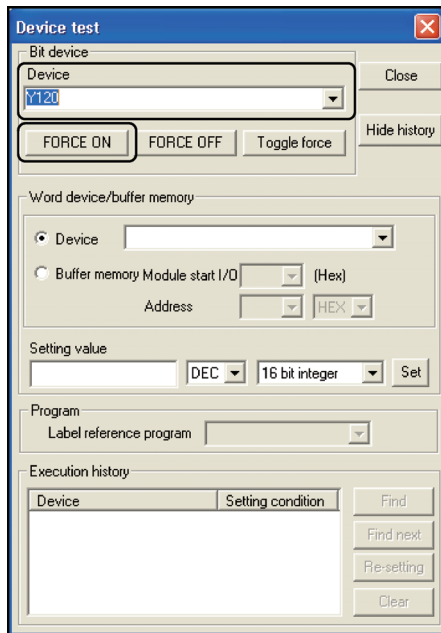 Device test
Bit device
Device
Close
Y120
FORCE ON FORCE OFF Toggle force
Hide history
Word device/buffer memory
Device
Buffer memory Module start I/O (Hex)
Address HEX
Setting value
DEC 16 bit integer Set
Program
Label reference program
Execution history
Device Setting condition
Find
Find next
Re-setting
Clear